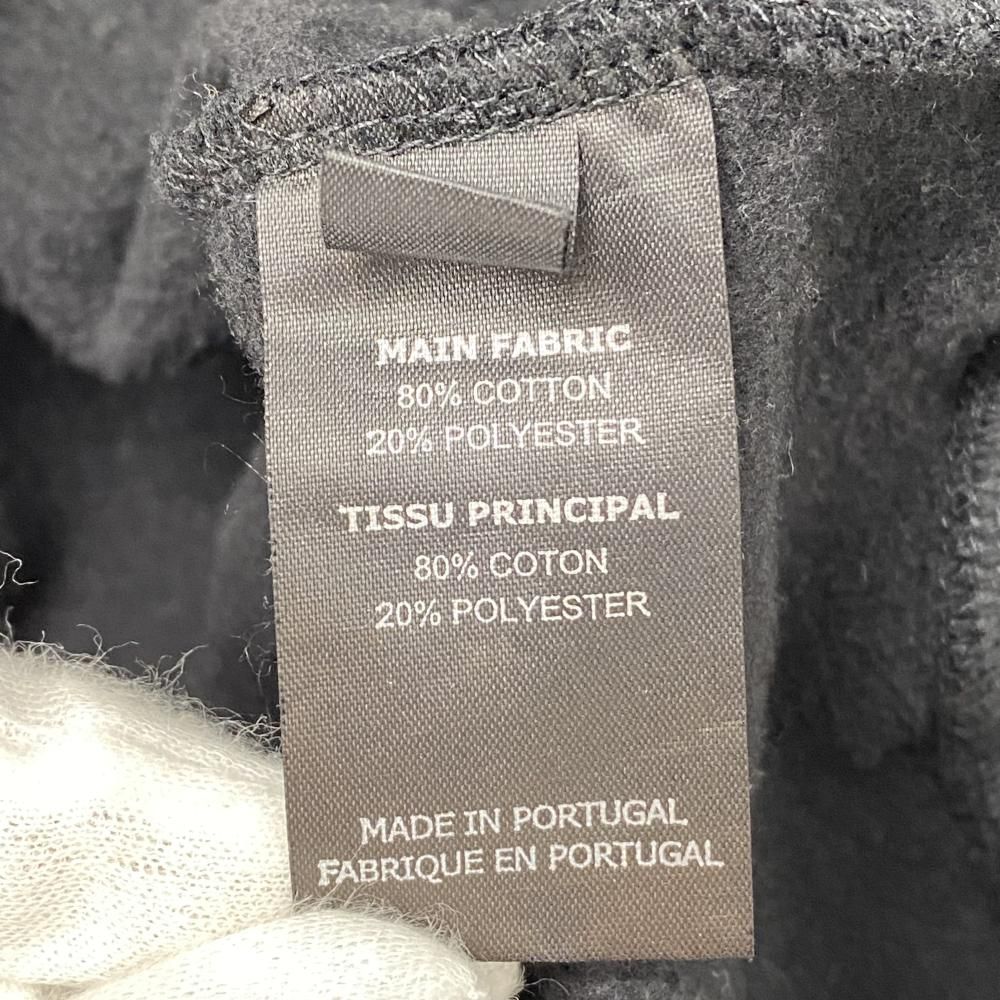 MAIN FABRIC
80% COTTON
20% POLYESTER
TISSU PRINCIPAL
80% COTON
20% POLYESTER
MADE IN PORTUGAL
FABRIQUE EN PORTUGAL